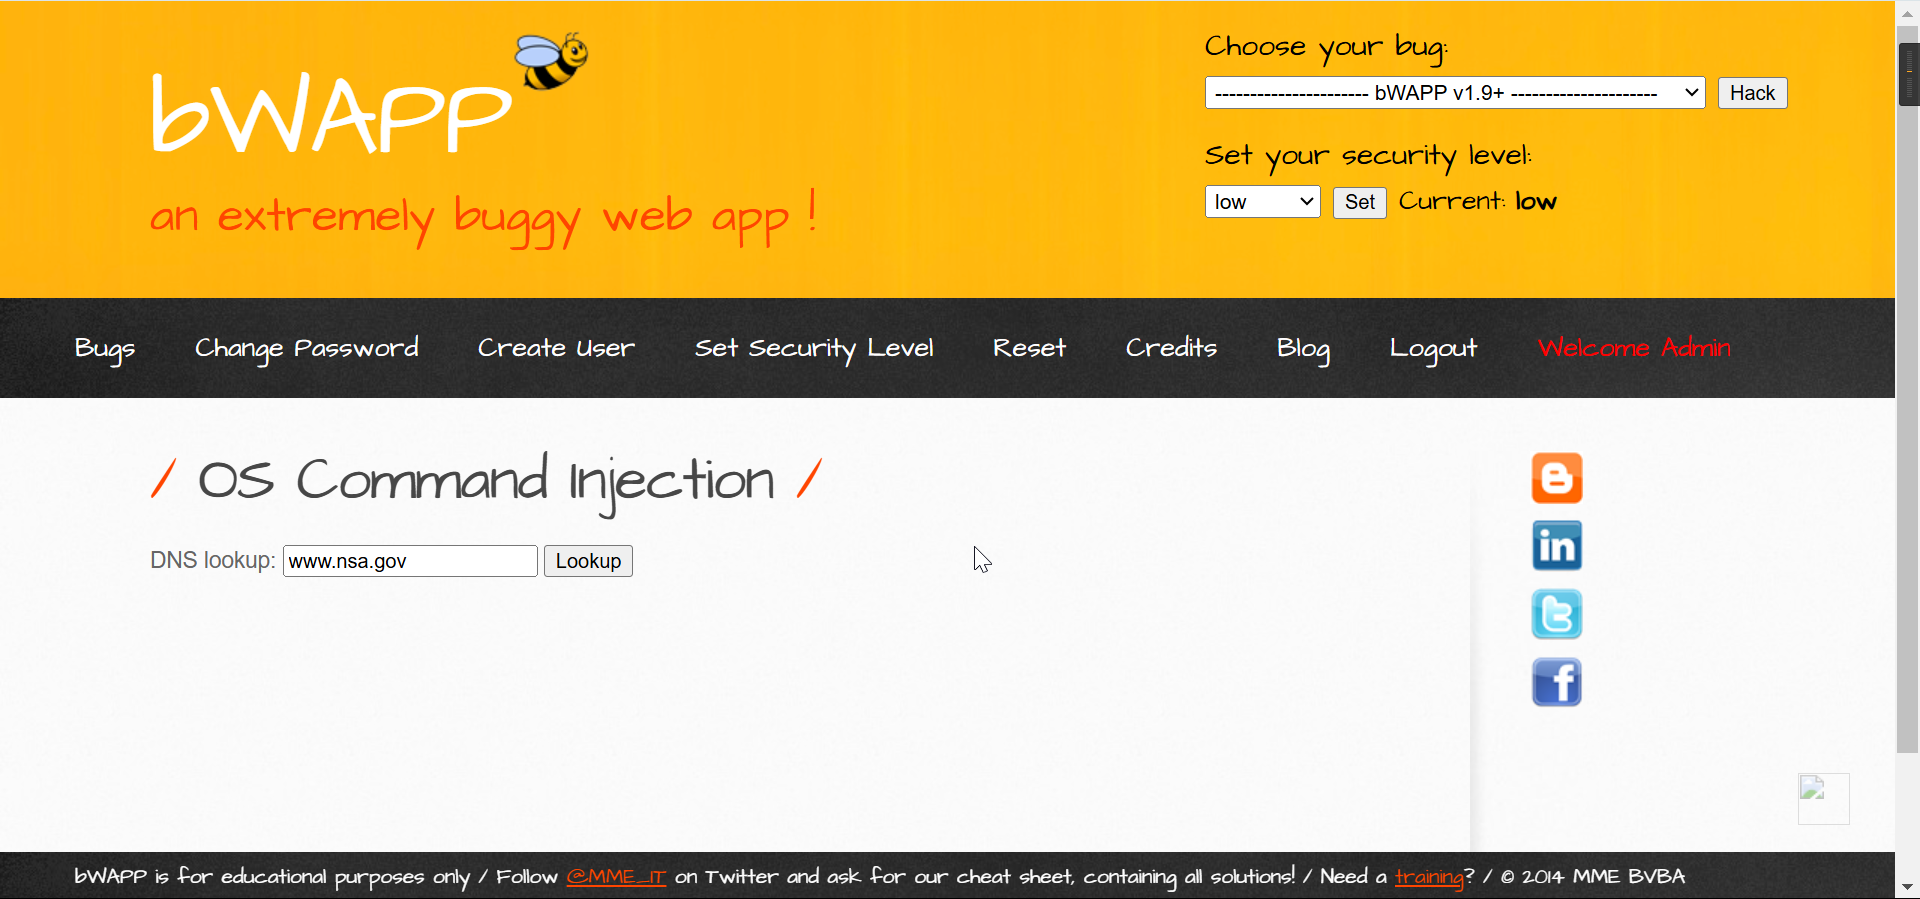 bWAPP
an extremely buggy web app !
Choose your bug:
---------------------- bWAPP v1.9+ --------------------- Hack
Set your security level:
low Set Current: low
Bugs Change Password Create User Set Security Level Reset Credits Blog Logout Welcome Admin
/ OS Command Injection /
DNS lookup: www.nsa.gov Lookup
in
t
f
bWAPP is for educational purposes only / Follow @MME_IT on Twitter and ask for our cheat sheet, containing all solutions! / Need a training? / © 2014 MME BVBA